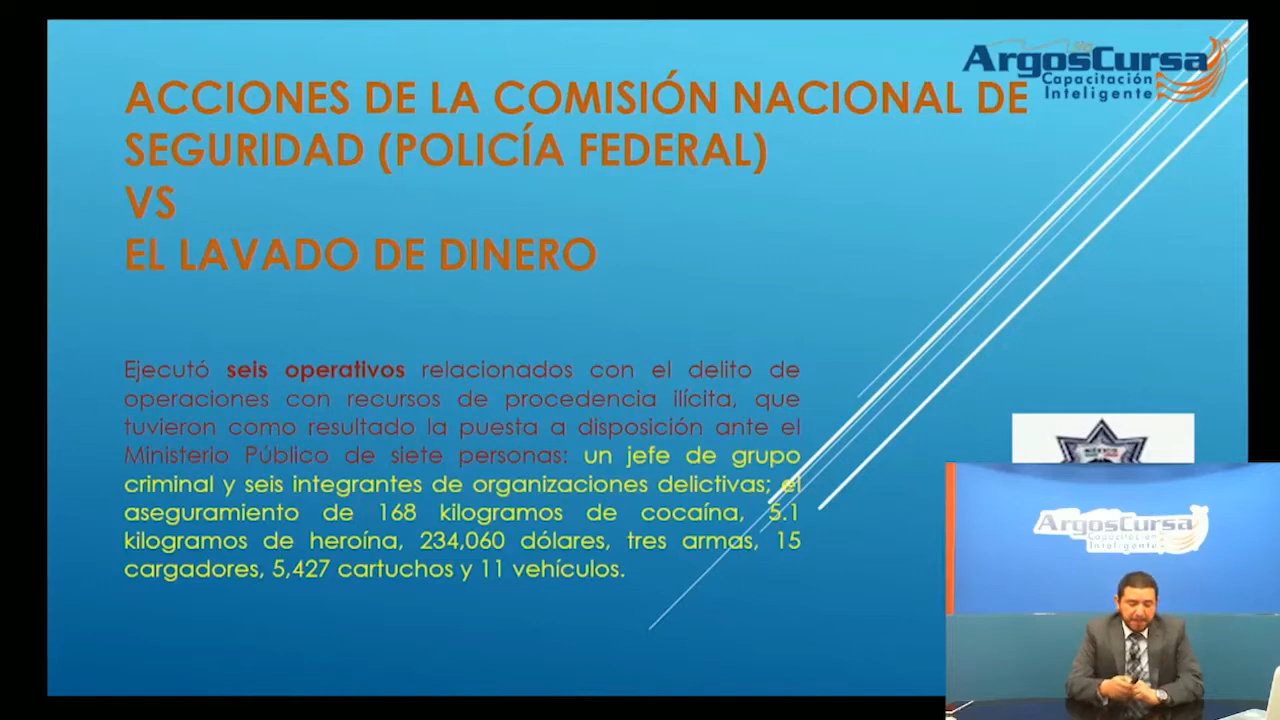 ArgosCursa
Capacitación
Inteligente
ACCIONES DE LA COMISIÓN NACIONAL DE
SEGURIDAD (POLICÍA FEDERAL)
VS
EL LAVADO DE DINERO
Ejecutó seis operativos relacionados con el delito de
operaciones con recursos de procedencia ilícita, que
tuvieron como resultado la puesta a disposición ante el
Ministerio Público de siete personas: un jefe de grupo
criminal y seis integrantes de organizaciones delictivas; el
aseguramiento de 168 kilogramos de cocaína, 5.1
kilogramos de heroína, 234,060 dólares, tres armas, 15
cargadores, 5,427 cartuchos y 11 vehículos.
ArgosCursa
Capacitación
Inteligente